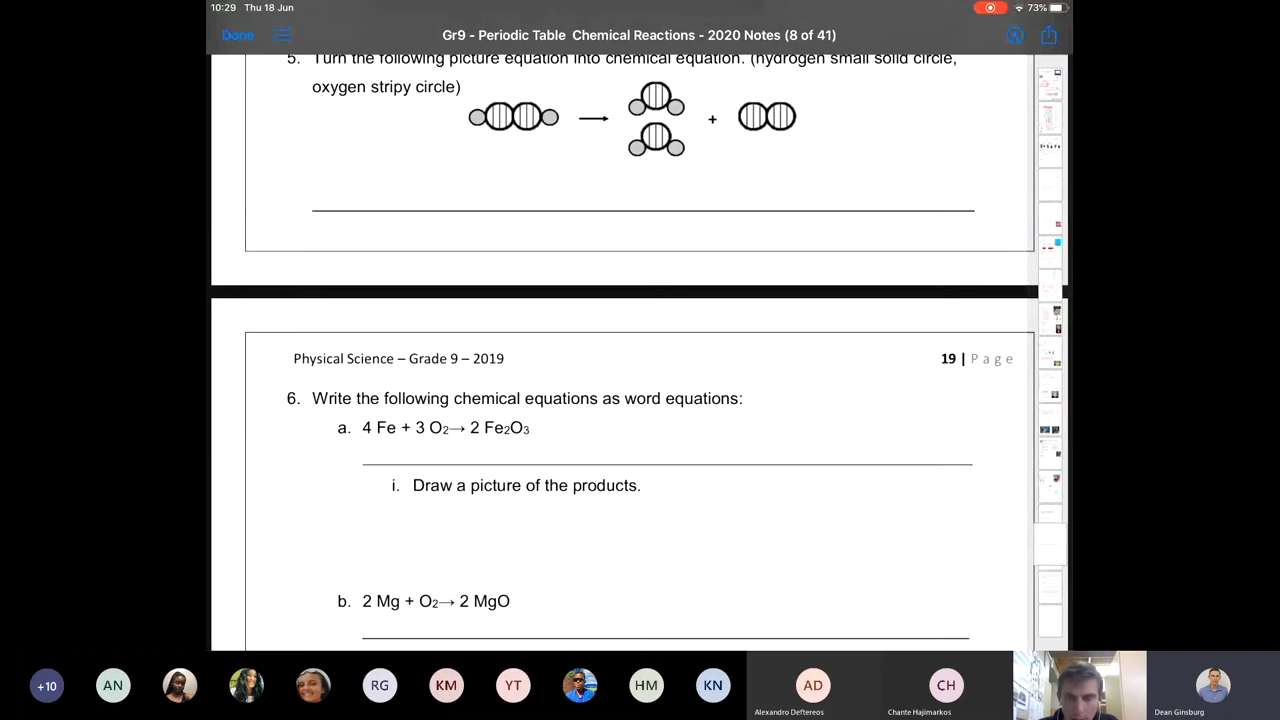 10:29 Thu 18 Jun
73%
Done
Gr9 - Periodic Table Chemical Reactions - 2020 Notes (8 of 41)
5. Turn the following picture equation into chemical equation. (hydrogen small solid circle,
oxygen stripy circle)
+
Physical Science – Grade 9 – 2019
19 | Page
6. Write the following chemical equations as word equations:
a. 4 Fe + 3 O₂→ 2 Fe₂O₃
i. Draw a picture of the products.
b. 2 Mg + O₂→ 2 MgO
+10
AN
RG
KM
YT
HM
KN
AD
CH
Alexandro Deftereos
Chante Hajimarkos
Dean Ginsburg